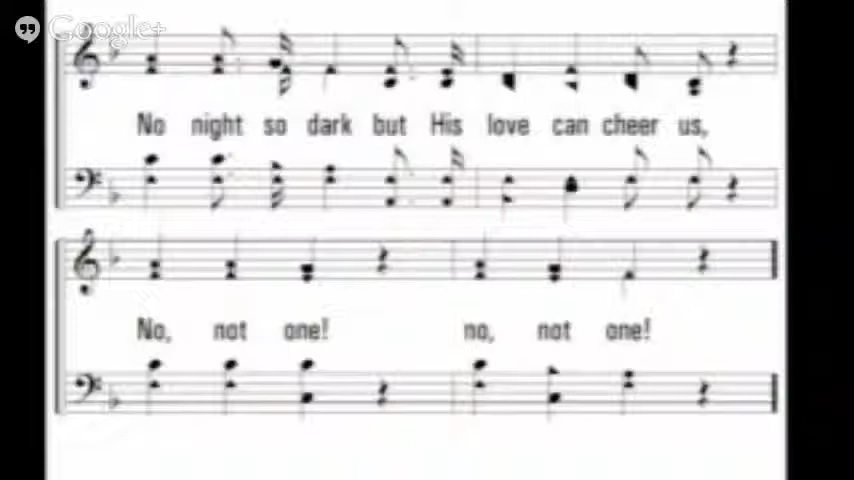 Google+
No night so dark but His love can cheer us,
No, not one! no, not one!